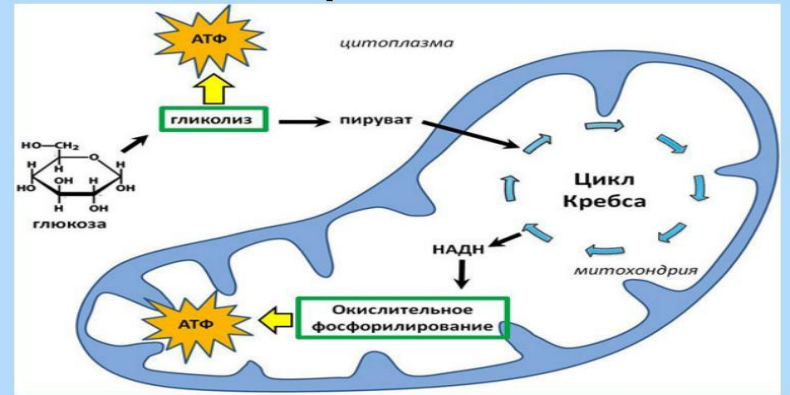 АТФ
цитоплазма
гликолиз
пируват
HO—CH₂
H
O
H
H
HO
OH
H
OH
H
OH
глюкоза
Цикл
Кребса
НАДН
митохондрия
Окислительное
фосфорилирование
АТФ